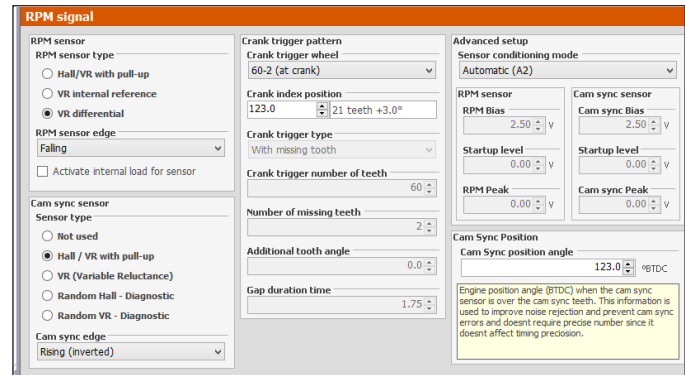 RPM signal
RPM sensor
RPM sensor type
Hall/VR with pull-up
VR internal reference
VR differential
RPM sensor edge
Falling
Activate internal load for sensor
Cam sync sensor
Sensor type
Not used
Hall / VR with pull-up
VR (Variable Reluctance)
Random Hall - Diagnostic
Random VR - Diagnostic
Cam sync edge
Rising (inverted)
Crank trigger pattern
Crank trigger wheel
60-2 (at crank)
Crank index position
123.0 21 teeth +3.0°
Crank trigger type
With missing tooth
Crank trigger number of teeth
60
Number of missing teeth
2
Additional tooth angle
0.0
Gap duration time
1.75
Advanced setup
Sensor conditioning mode
Automatic (A2)
RPM sensor
RPM Bias
2.50 V
Startup level
0.00 V
RPM Peak
0.00 V
Cam sync sensor
Cam sync Bias
2.50 V
Startup level
0.00 V
Cam sync Peak
0.00 V
Cam Sync Position
Cam Sync position angle
123.0 ºBTDC
Engine position angle (BTDC) when the cam sync
sensor is over the cam sync teeth. This information is
used to improve noise rejection and prevent cam sync
errors and doesnt require precise number since it
doesnt affect timing preciosion.